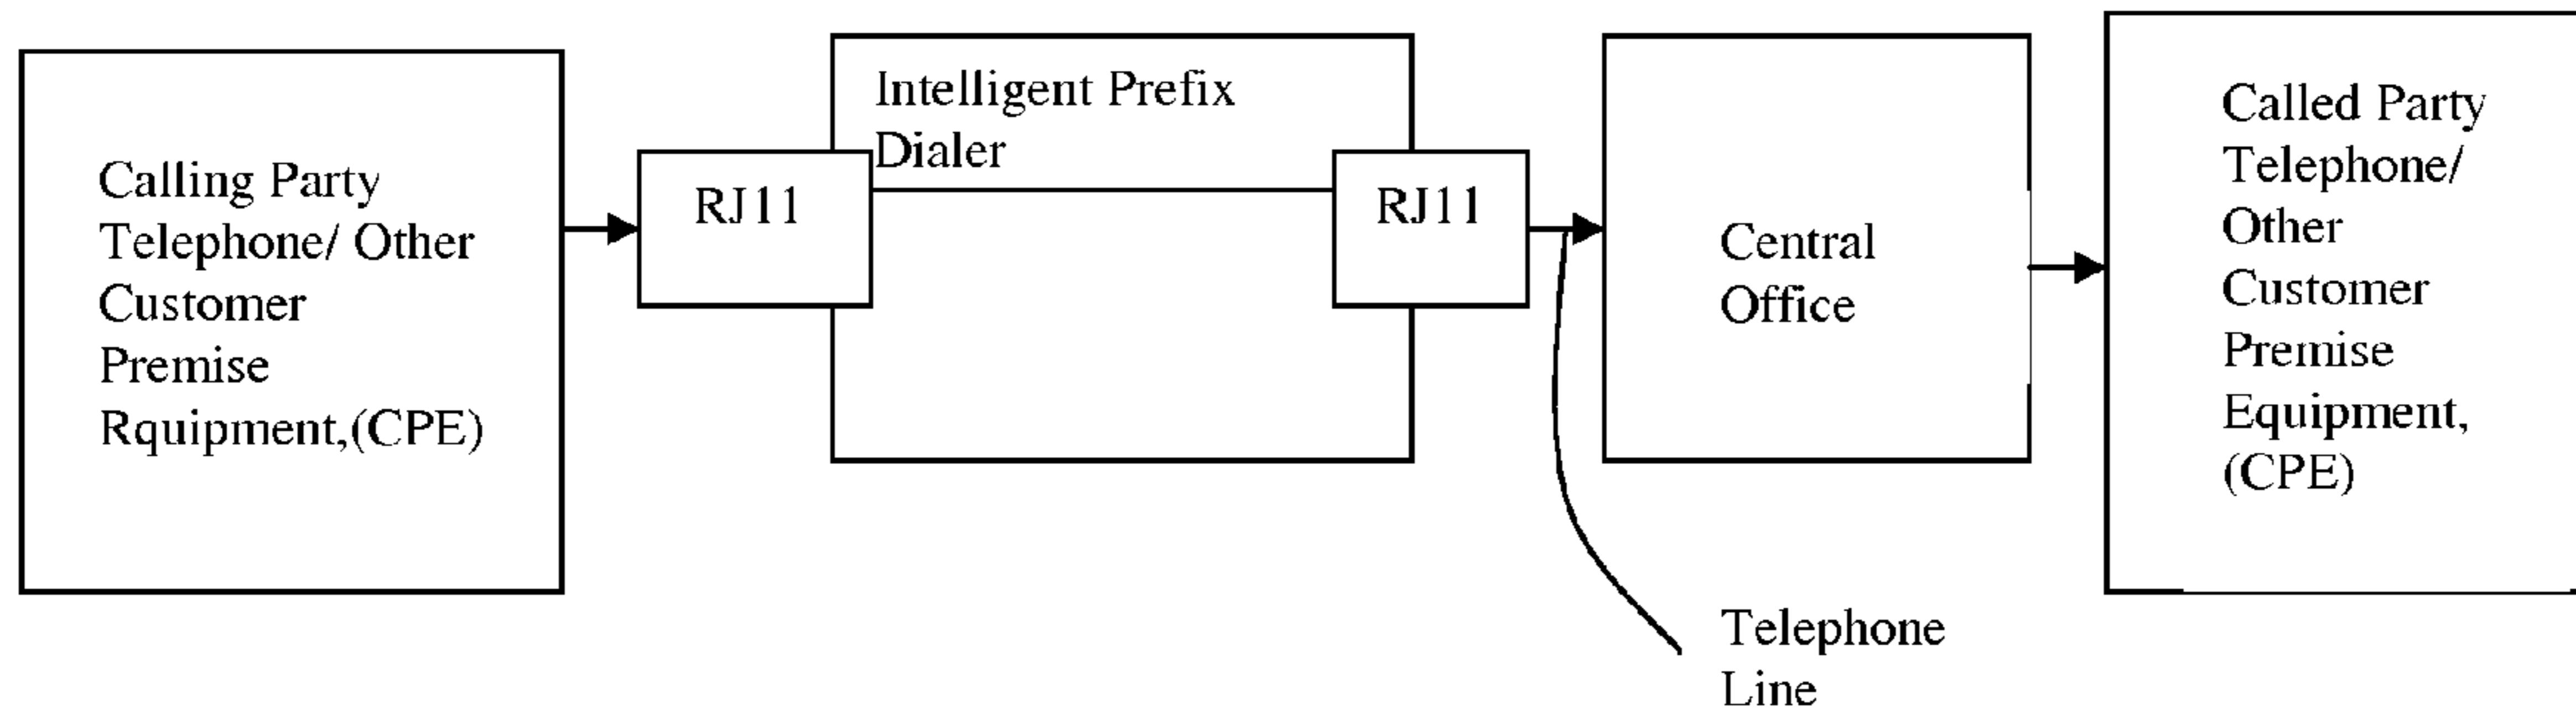 Calling Party
Telephone/ Other
Customer
Premise
Rquipment,(CPE)
RJ11
Intelligent Prefix
Dialer
RJ11
Central
Office
Telephone
Line
Called Party
Telephone/
Other
Customer
Premise
Equipment,
(CPE)